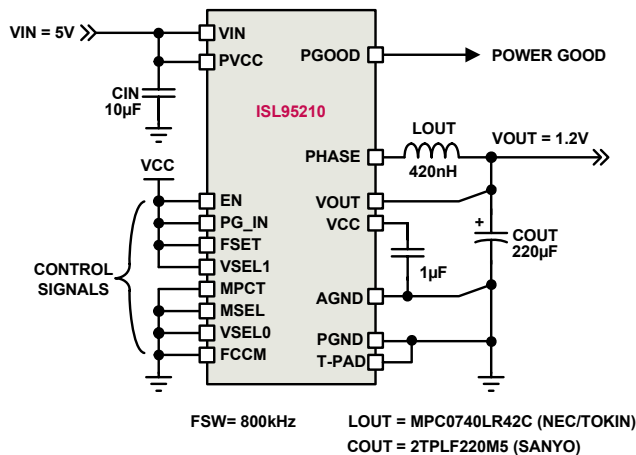 VIN = 5V
VIN
PVCC
CIN
10µF
ISL95210
PGOOD
POWER GOOD
LOUT
VOUT = 1.2V
PHASE
420nH
VCC
VOUT
VCC
EN
PG_IN
FSET
VSEL1
MPCT
MSEL
VSEL0
FCCM
CONTROL
SIGNALS
+
COUT
220µF
1µF
AGND
PGND
T-PAD
FSW= 800kHz
LOUT = MPC0740LR42C (NEC/TOKIN)
COUT = 2TPLF220M5 (SANYO)